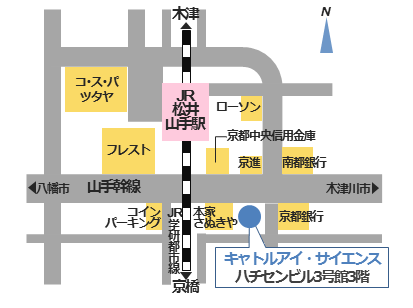 木津
N
コ・ス・パ
ツタヤ
JR
松井
山手駅
ローソン
京都中央信用金庫
フレスト
京進
南都銀行
八幡市
山手幹線
木津川市
コイン
パーキング
JR学研都市線
本家
さぬきや
京都銀行
キャトルアイ・サイエンス
ハチセンビル3号館3階
京橋